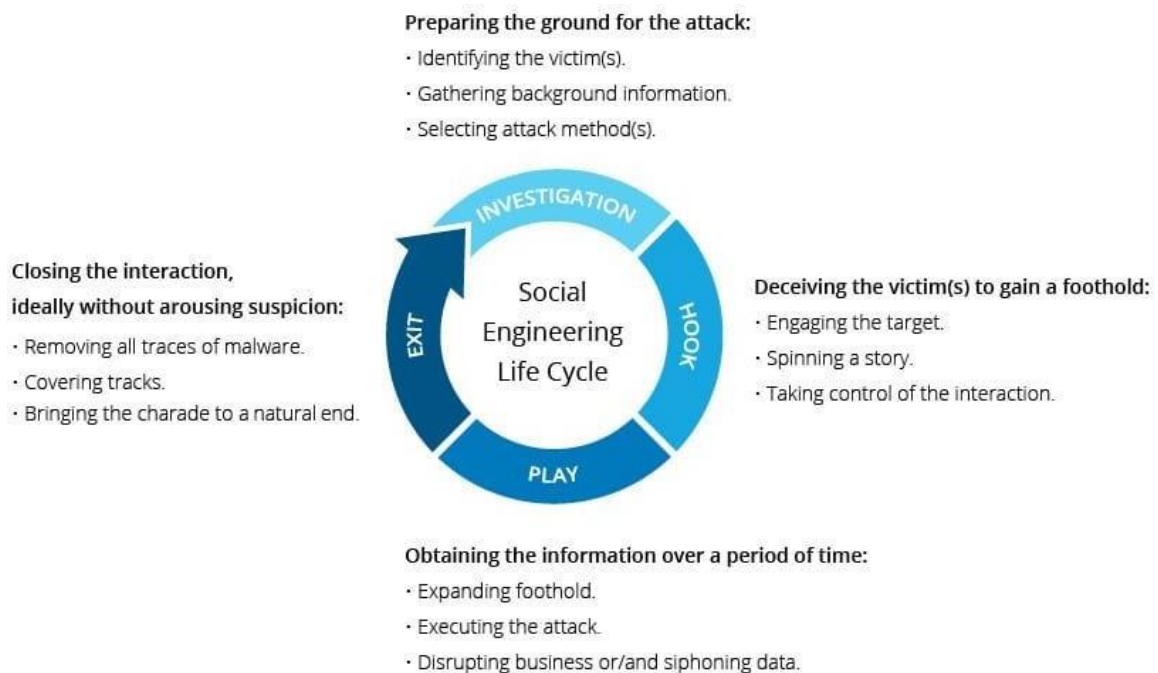 Preparing the ground for the attack:
· Identifying the victim(s).
· Gathering background information.
· Selecting attack method(s).
INVESTIGATION
HOOK
PLAY
EXIT
Social
Engineering
Life Cycle
Deceiving the victim(s) to gain a foothold:
· Engaging the target.
· Spinning a story.
· Taking control of the interaction.
Obtaining the information over a period of time:
· Expanding foothold.
· Executing the attack.
· Disrupting business or/and siphoning data.
Closing the interaction,
ideally without arousing suspicion:
· Removing all traces of malware.
· Covering tracks.
· Bringing the charade to a natural end.